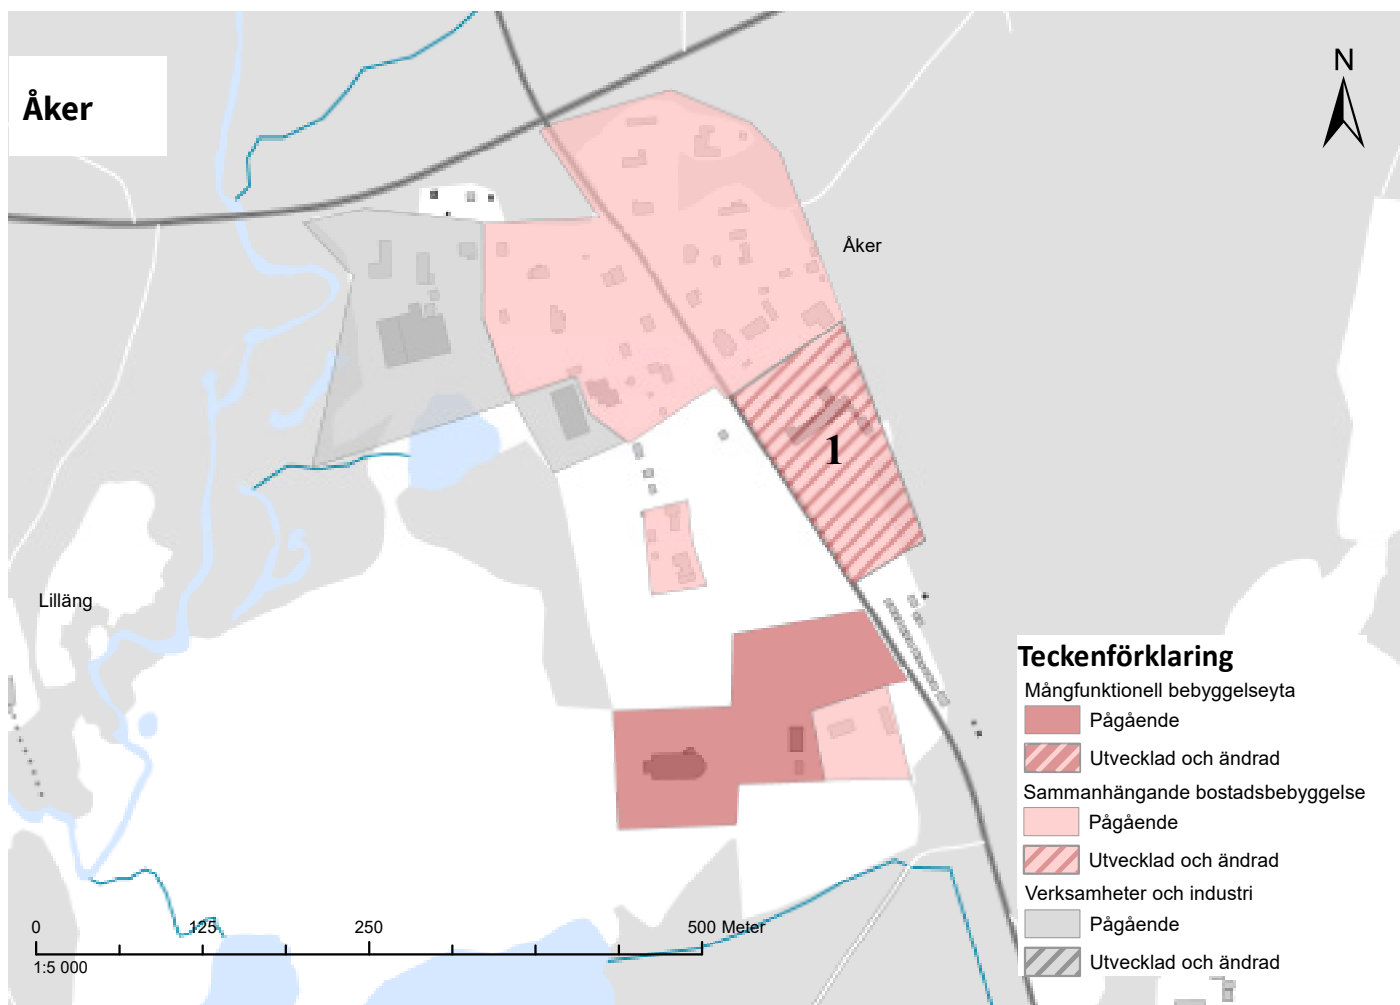 Åker
N
Åker
1
Lilläng
Teckenförklaring
Mångfunktionell bebyggelseyta
Pågående
Utvecklad och ändrad
Sammanhängande bostadsbebyggelse
Pågående
Utvecklad och ändrad
Verksamheter och industri
Pågående
Utvecklad och ändrad
0 125 250 500 Meter
1:5 000